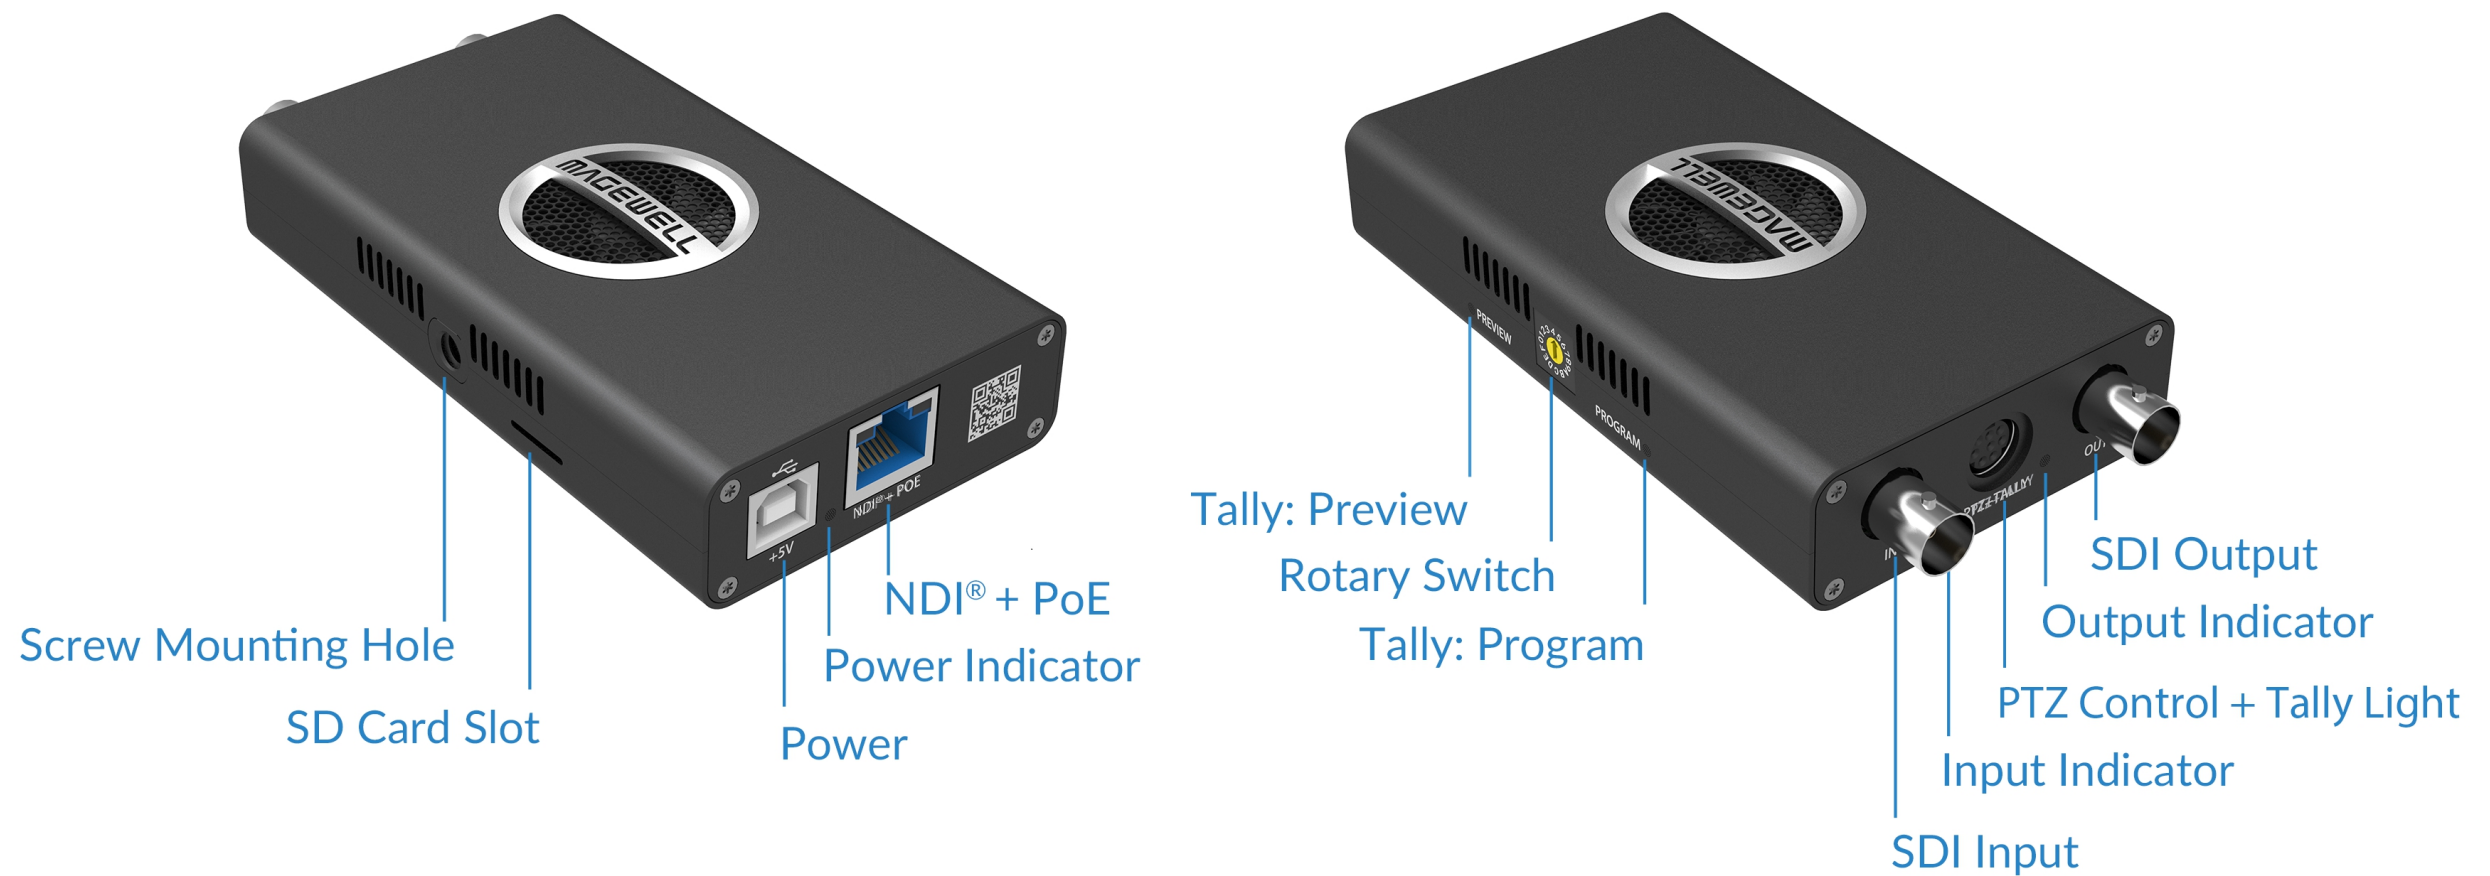 MAGEWELL
+5V
NDI®+ POE
NDI® + PoE
Screw Mounting Hole
Power Indicator
SD Card Slot
Power
MAGEWELL
PREVIEW
PROGRAM
OUT
IN
PTZ+TALLY
Tally: Preview
SDI Output
Rotary Switch
Output Indicator
Tally: Program
PTZ Control + Tally Light
Input Indicator
SDI Input